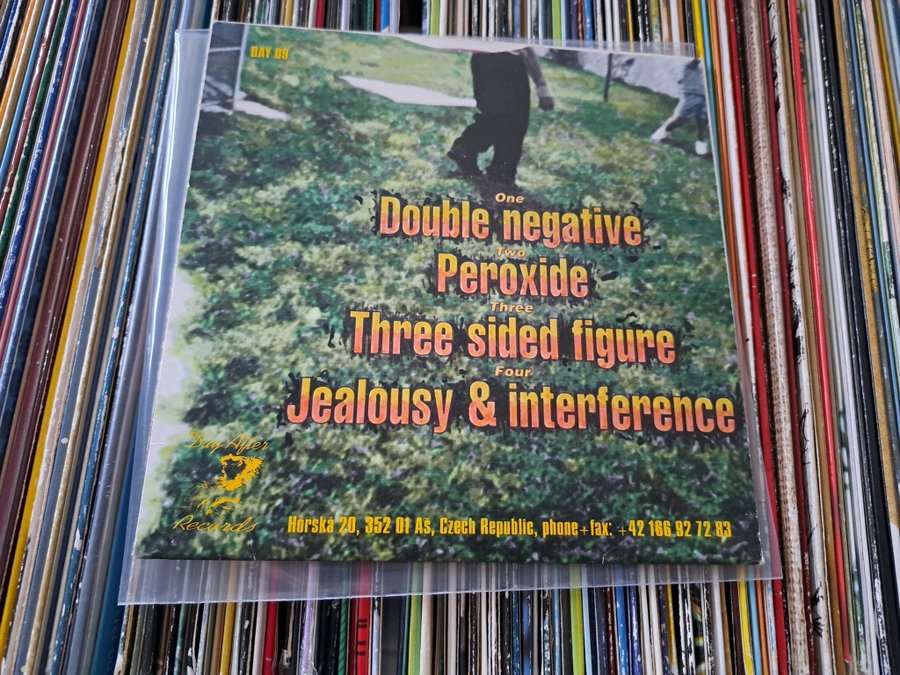 DAY 09
One
Double negative
Two
Peroxide
Three
Three sided figure
Four
Jealousy & interference
Day After
Records
Horská 20, 352 01 Aš, Czech Republic, phone+fax: +42 166 92 72 83